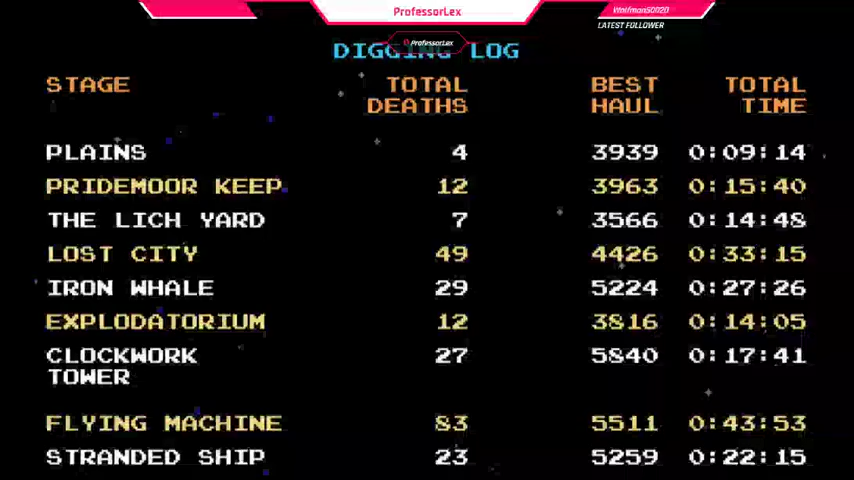 ProfessorLex
Wolfman50020
LATEST FOLLOWER
ProfessorLex
DIGGING LOG
STAGE TOTAL DEATHS BEST HAUL TOTAL TIME
PLAINS 4 3939 0:09:14
PRIDEMOOR KEEP 12 3963 0:15:40
THE LICH YARD 7 3566 0:14:48
LOST CITY 49 4426 0:33:15
IRON WHALE 29 5224 0:27:26
EXPLODATORIUM 12 3816 0:14:05
CLOCKWORK 27 5840 0:17:41
TOWER
FLYING MACHINE 83 5511 0:43:53
STRANDED SHIP 23 5259 0:22:15